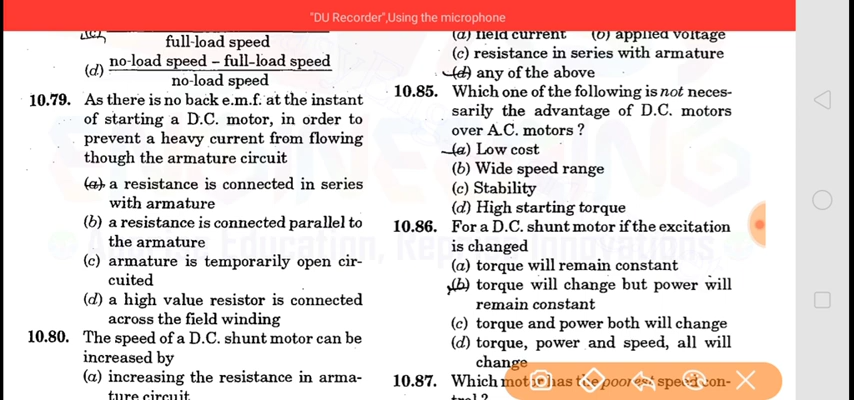 "DU Recorder",Using the microphone
full-load speed
(d) no-load speed − full-load speed
no-load speed
10.79. As there is no back e.m.f. at the instant
of starting a D.C. motor, in order to
prevent a heavy current from flowing
though the armature circuit
(a) a resistance is connected in series
with armature
(b) a resistance is connected parallel to
the armature
(c) armature is temporarily open cir-
cuited
(d) a high value resistor is connected
across the field winding
10.80. The speed of a D.C. shunt motor can be
increased by
(a) increasing the resistance in arma-
ture circuit
(a) field current (b) applied voltage
(c) resistance in series with armature
(d) any of the above
10.85. Which one of the following is not neces-
sarily the advantage of D.C. motors
over A.C. motors ?
(a) Low cost
(b) Wide speed range
(c) Stability
(d) High starting torque
10.86. For a D.C. shunt motor if the excitation
is changed
(a) torque will remain constant
(b) torque will change but power will
remain constant
(c) torque and power both will change
(d) torque, power and speed, all will
change
10.87. Which motor has the poorest speed con-
trol ?